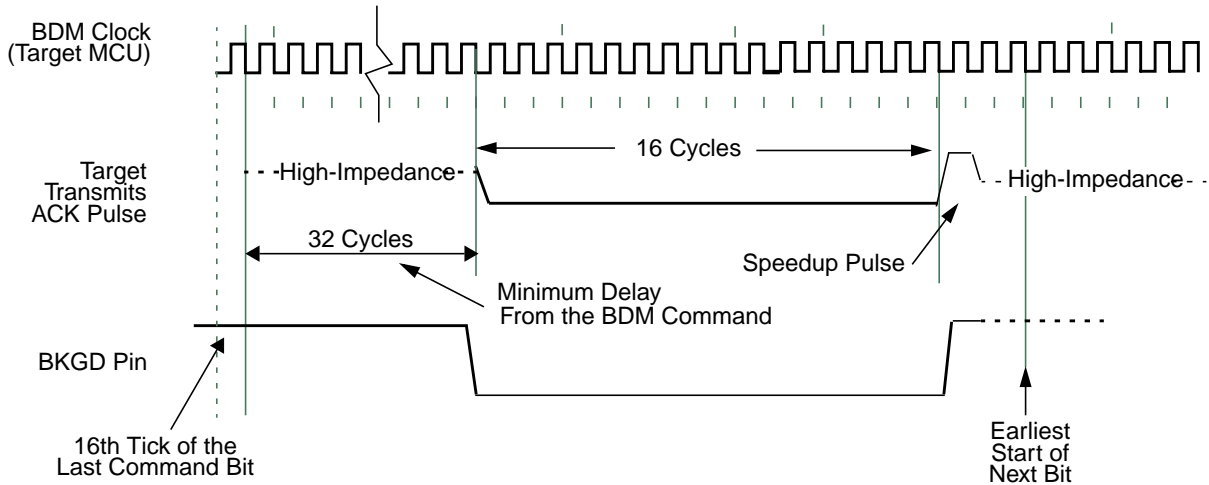 BDM Clock
(Target MCU)
16 Cycles
Target
Transmits
ACK Pulse
High-Impedance
High-Impedance
32 Cycles
Speedup Pulse
Minimum Delay
From the BDM Command
BKGD Pin
16th Tick of the
Last Command Bit
Earliest
Start of
Next Bit